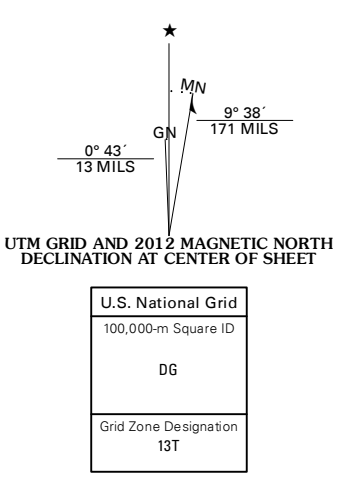 ★
MN
9° 38´
171 MILS
GN
0° 43´
13 MILS
UTM GRID AND 2012 MAGNETIC NORTH
DECLINATION AT CENTER OF SHEET
U.S. National Grid
100,000-m Square ID
DG
Grid Zone Designation
13T